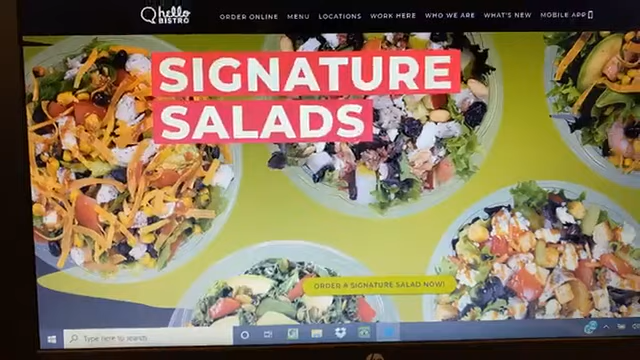 hello
BISTRO
ORDER ONLINE MENU LOCATIONS WORK HERE WHO WE ARE WHAT'S NEW MOBILE APP
SIGNATURE
SALADS
ORDER A SIGNATURE SALAD NOW!
Type here to search
hp